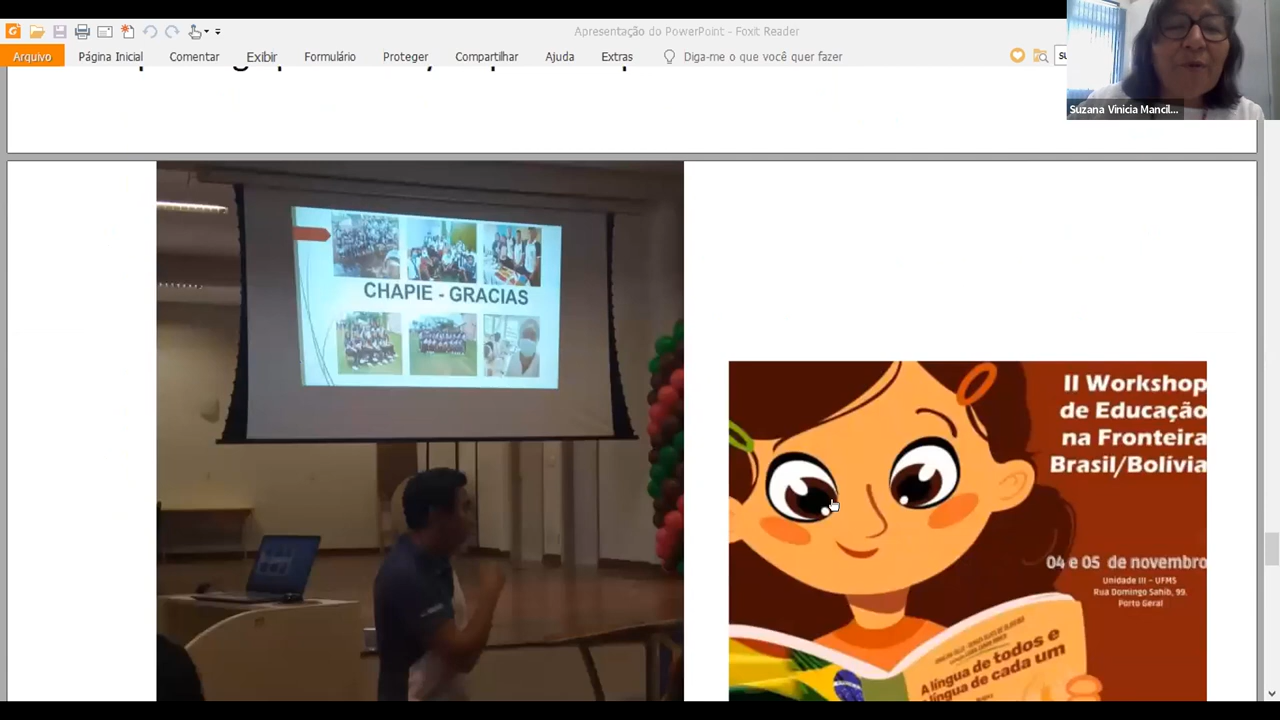 Apresentação do PowerPoint - Foxit Reader
Arquivo
Página Inicial
Comentar
Exibir
Formulário
Proteger
Compartilhar
Ajuda
Extras
Diga-me o que você quer fazer
Suzana Vinicia Mancil...
CHAPIE - GRACIAS
II Workshop
de Educação
na Fronteira
Brasil/Bolívia
04 e 05 de novembro
Unidade III – UFMS
Rua Domingo Sahib, 99.
Porto Geral
A língua de todos e
língua de cada um